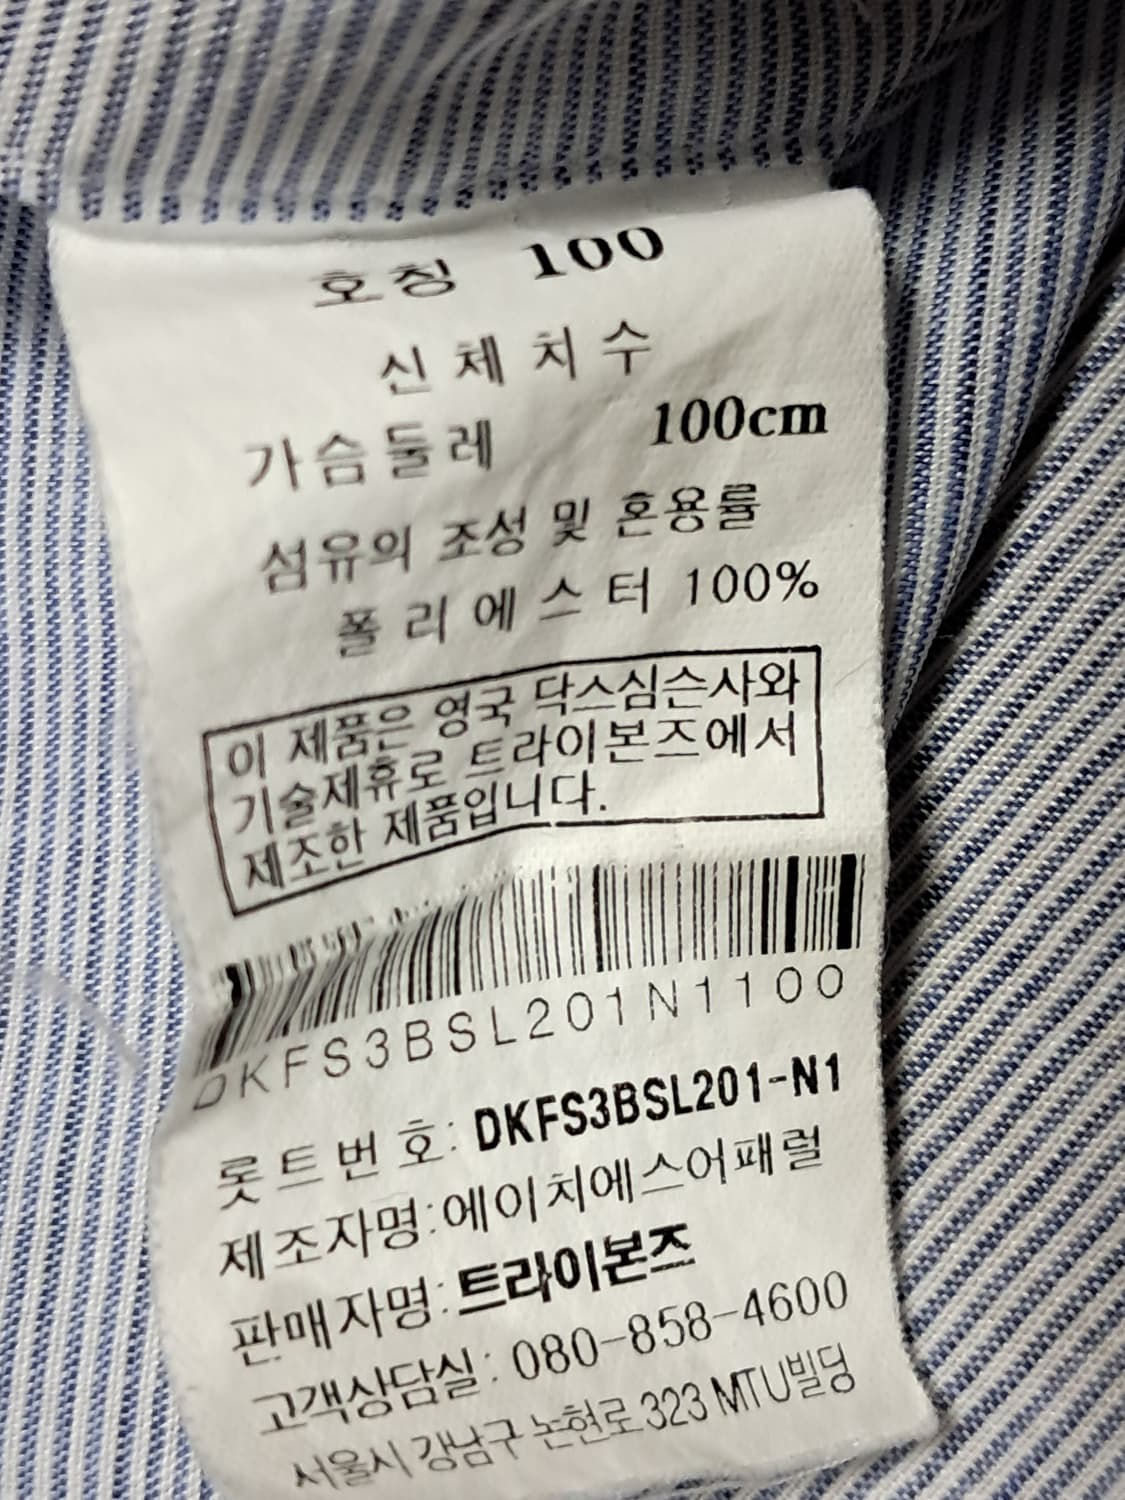 호칭 100
신체치수
가슴둘레 100cm
섬유의 조성 및 혼용률
폴리에스터 100%
이 제품은 영국 닥스심슨사와
기술제휴로 트라이본즈에서
제조한 제품입니다.
DKFS3BSL201N1100
롯트번호: DKFS3BSL201-N1
제조자명: 에이치에스어패럴
판매자명: 트라이본즈
고객상담실: 080-858-4600
서울시 강남구 논현로 323 MTU빌딩